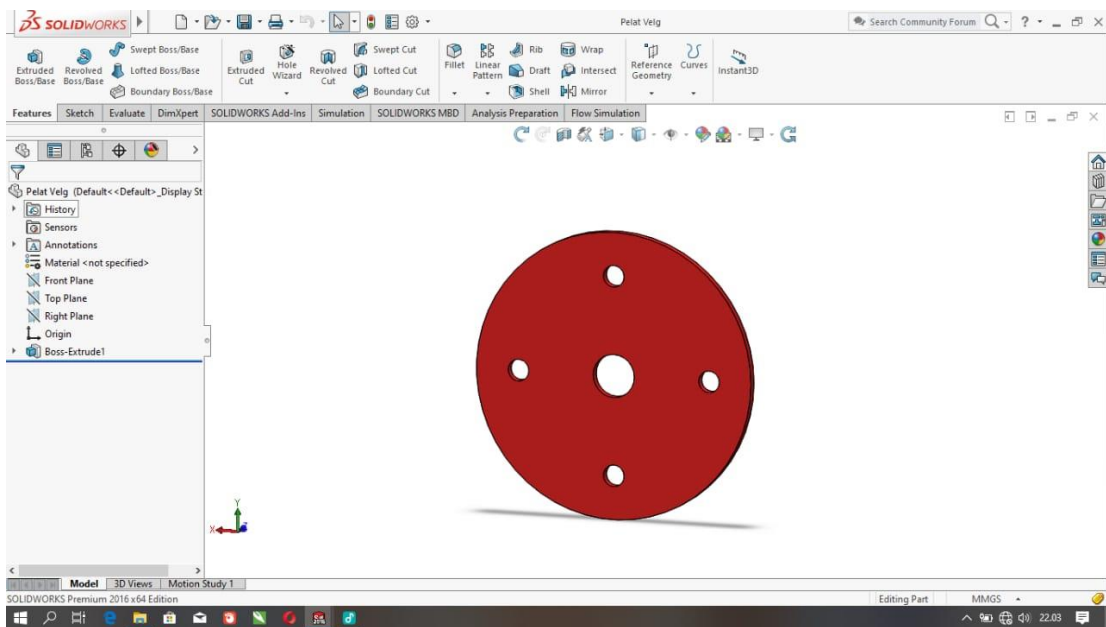 SOLIDWORKS
Pelat Velg
Search Community Forum
Extruded Boss/Base
Revolved Boss/Base
Swept Boss/Base
Lofted Boss/Base
Boundary Boss/Base
Extruded Cut
Hole Wizard
Revolved Cut
Swept Cut
Lofted Cut
Boundary Cut
Fillet
Linear Pattern
Rib
Draft
Shell
Wrap
Intersect
Mirror
Reference Geometry
Curves
Instant3D
Features Sketch Evaluate DimXpert SOLIDWORKS Add-Ins Simulation SOLIDWORKS MBD Analysis Preparation Flow Simulation
Pelat Velg (Default<<Default>_Display St
History
Sensors
Annotations
Material <not specified>
Front Plane
Top Plane
Right Plane
Origin
Boss-Extrude1
Y
X
Z
Model 3D Views Motion Study 1
SOLIDWORKS Premium 2016 x64 Edition
Editing Part MMGS
22.03